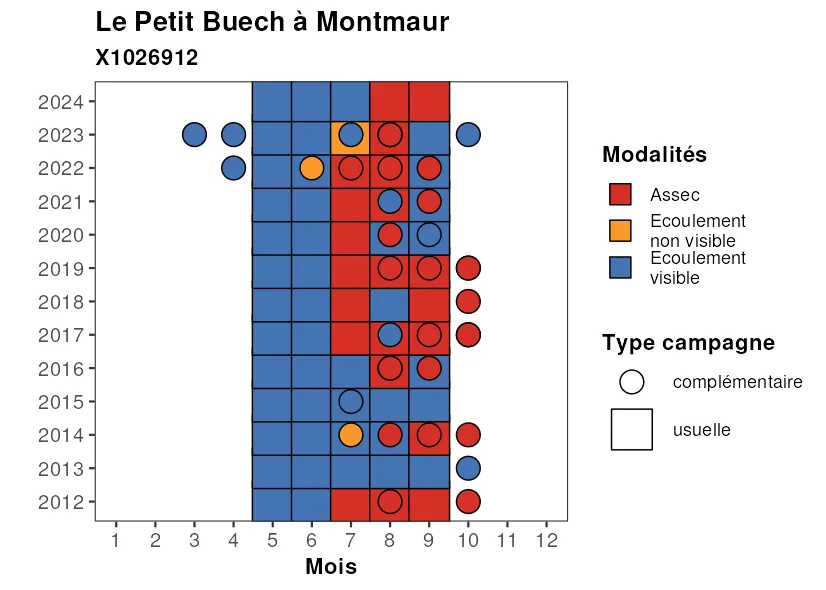 Le Petit Buech à Montmaur
X1026912
2024
2023
2022
2021
2020
2019
2018
2017
2016
2015
2014
2013
2012
1 2 3 4 5 6 7 8 9 10 11 12
Mois
Modalités
Assec
Ecoulement
non visible
Ecoulement
visible
Type campagne
complémentaire
usuelle